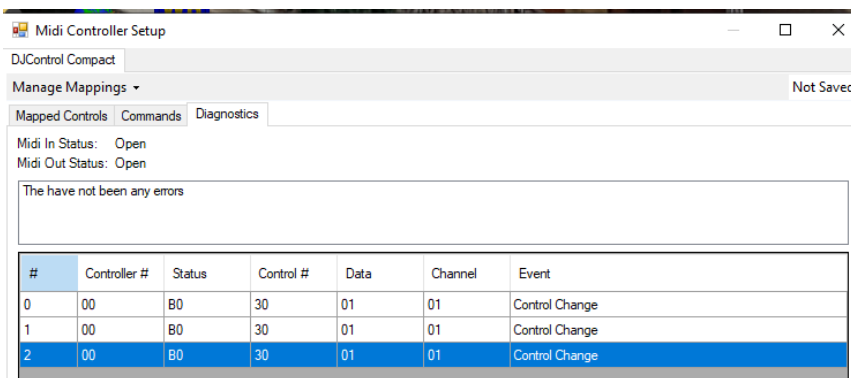 Midi Controller Setup
DJControl Compact
Manage Mappings
Not Saved
Mapped Controls Commands Diagnostics
Midi In Status: Open
Midi Out Status: Open
The have not been any errors
# Controller # Status Control # Data Channel Event
0 00 B0 30 01 01 Control Change
1 00 B0 30 01 01 Control Change
2 00 B0 30 01 01 Control Change